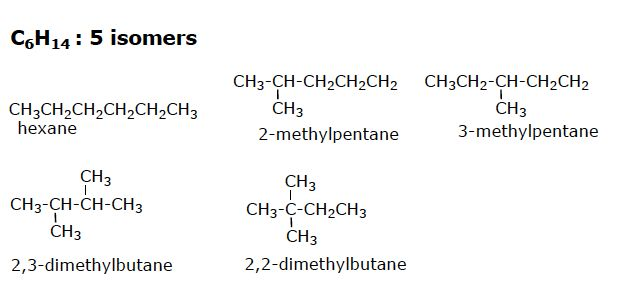 C₆H₁₄ : 5 isomers
CH₃CH₂CH₂CH₂CH₂CH₃
hexane
CH₃-CH-CH₂CH₂CH₂
CH₃
2-methylpentane
CH₃CH₂-CH-CH₂CH₂
CH₃
3-methylpentane
CH₃
CH₃-CH-CH-CH₃
CH₃
2,3-dimethylbutane
CH₃
CH₃-C-CH₂CH₃
CH₃
2,2-dimethylbutane